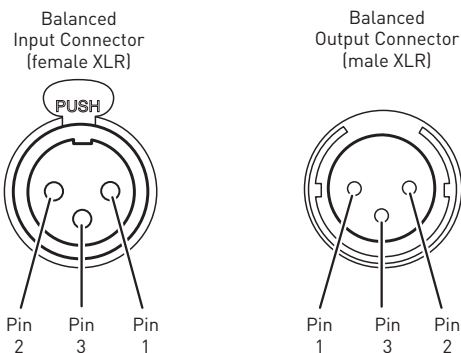 Balanced
Input Connector
(female XLR)
PUSH
Pin
2
Pin
3
Pin
1
Balanced
Output Connector
(male XLR)
Pin
1
Pin
3
Pin
2